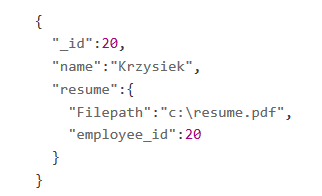 {
"_id":20,
"name":"Krzysiek",
"resume":{
"Filepath":"c:\resume.pdf",
"employee_id":20
}
}